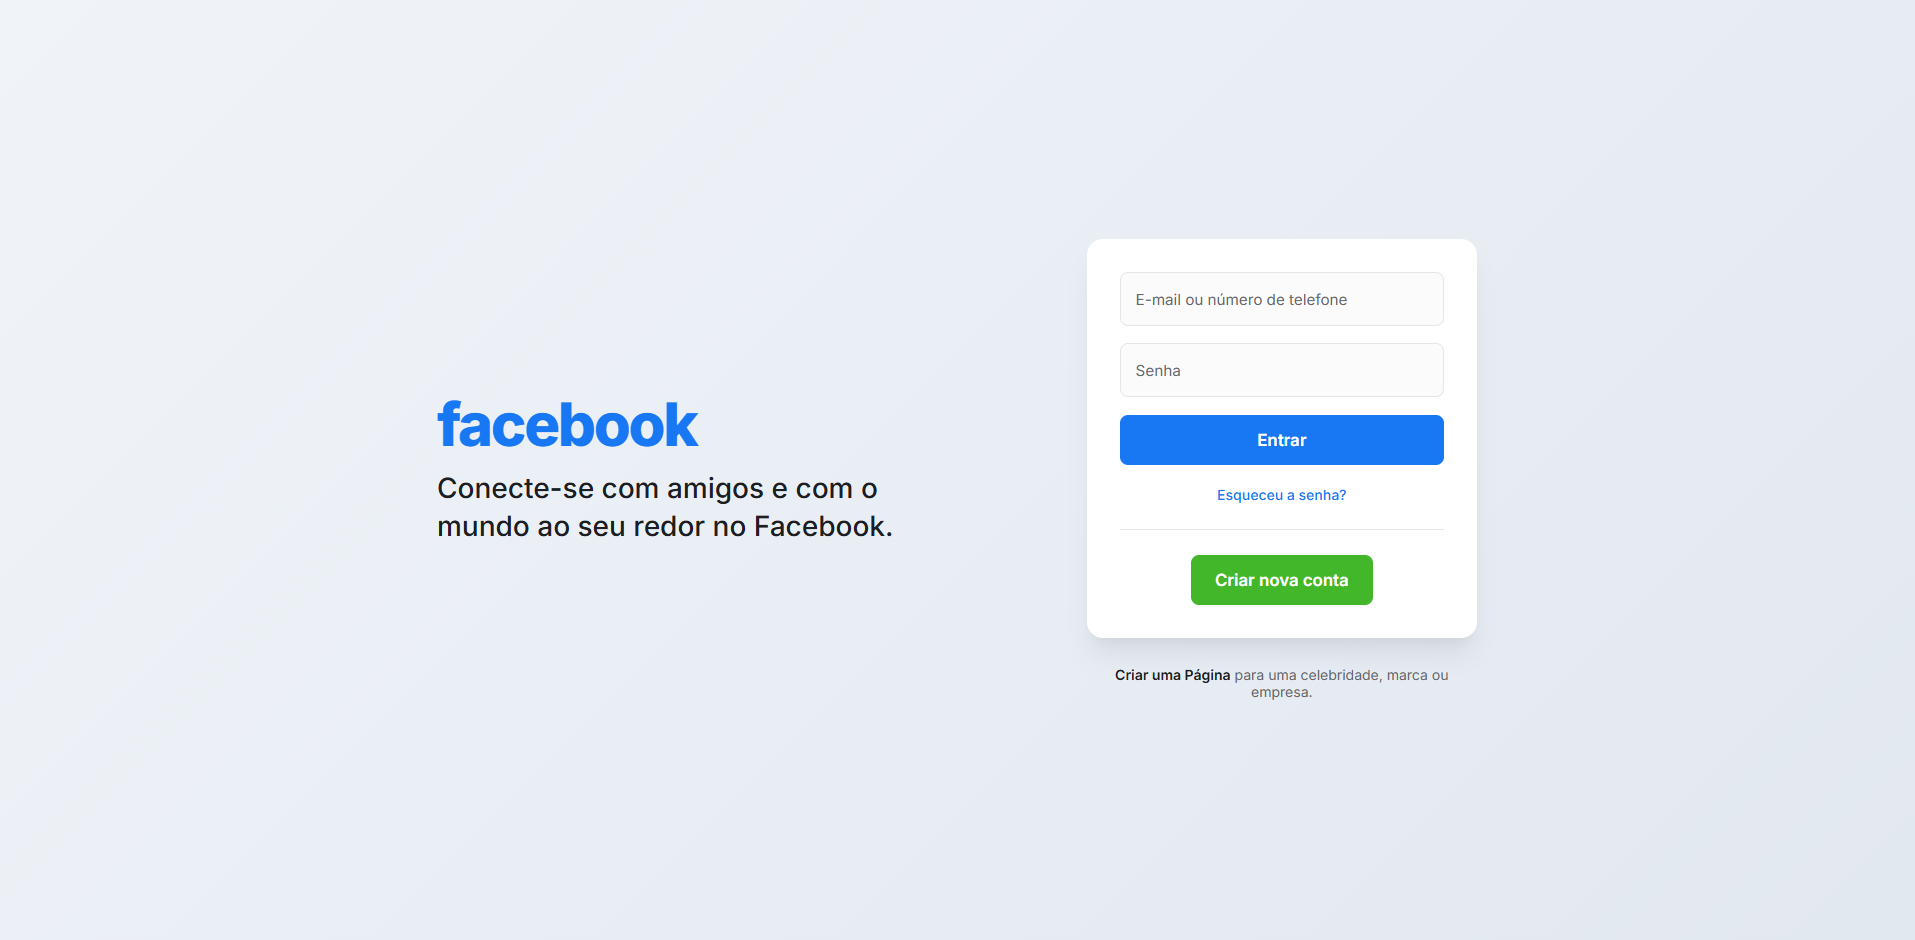 facebook
Conecte-se com amigos e com o
mundo ao seu redor no Facebook.
E-mail ou número de telefone
Senha
Entrar
Esqueceu a senha?
Criar nova conta
Criar uma Página para uma celebridade, marca ou
empresa.